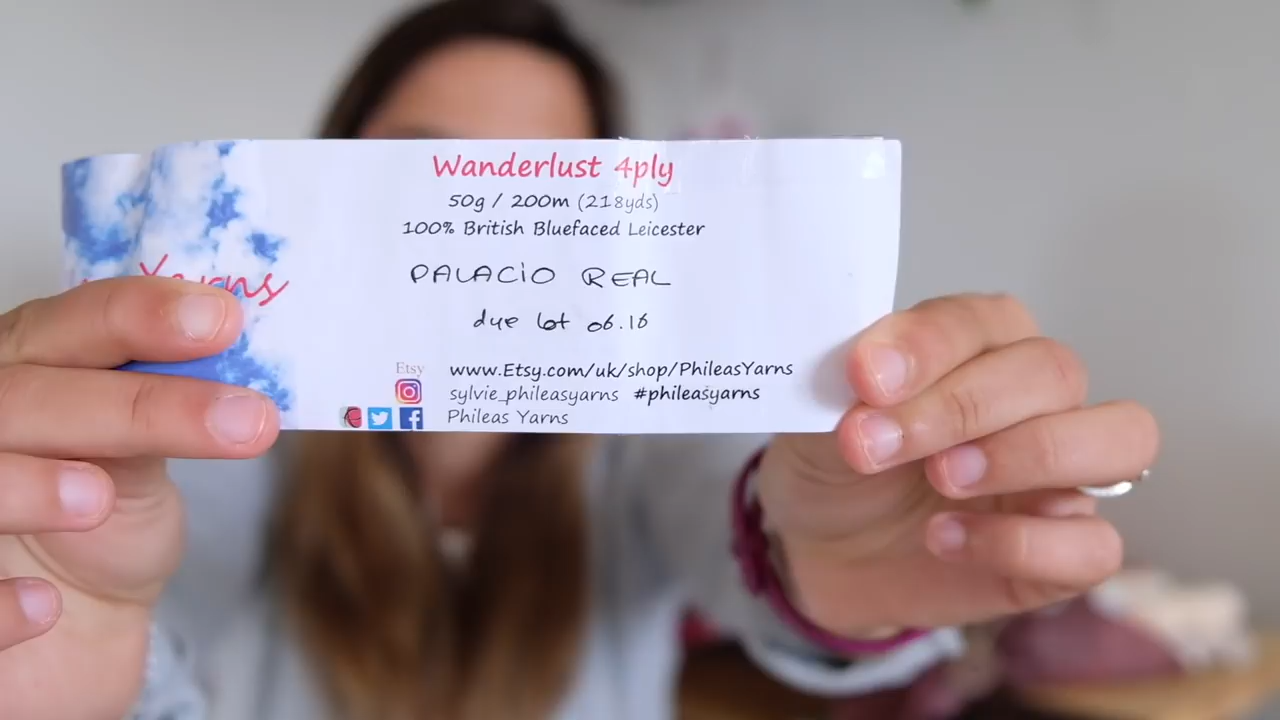 Yarns
Wanderlust 4ply
50g / 200m (218yds)
100% British Bluefaced Leicester
PALACIO REAL
dye lot 06.16
Etsy www.Etsy.com/uk/shop/PhileasYarns
sylvie_phileasyarns #phileasyarns
Phileas Yarns